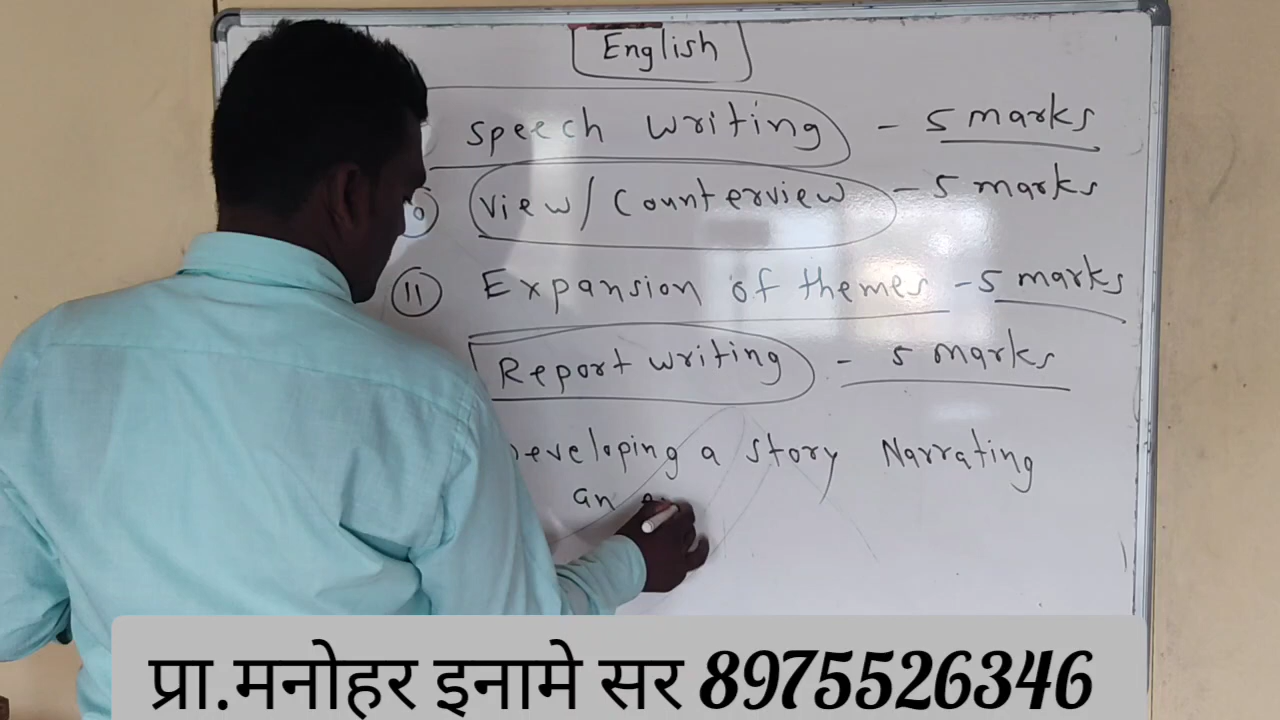 English
Speech writing - 5 marks
View/Counterview - 5 marks
11 Expansion of themes - 5 marks
Report writing - 5 marks
Developing a story Narrating
an
प्रा.मनोहर इनामे सर 8975526346